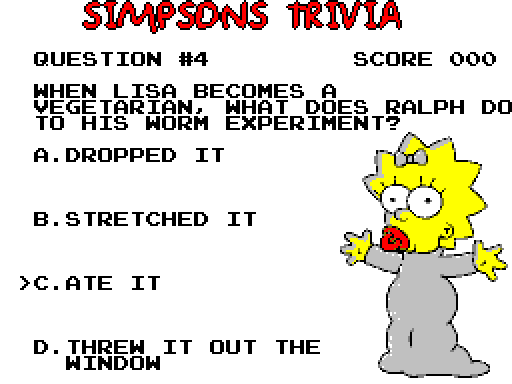 SIMPSONS TRIVIA
QUESTION #4 SCORE 000
WHEN LISA BECOMES A
VEGETARIAN, WHAT DOES RALPH DO
TO HIS WORM EXPERIMENT?
A.DROPPED IT
B.STRETCHED IT
>C.ATE IT
D.THREW IT OUT THE
WINDOW